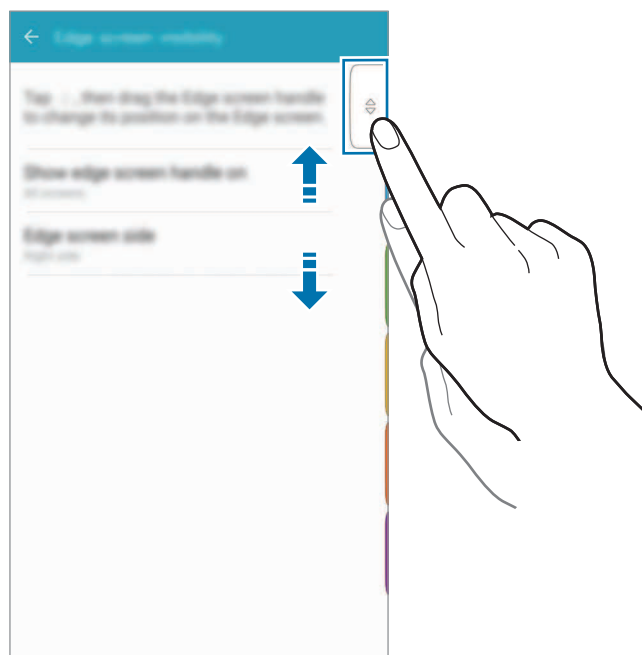 Edge screen visibility
Tap , then drag the Edge screen handle
to change its position on the Edge screen.
Show edge screen handle on
All screens
Edge screen side
Right side